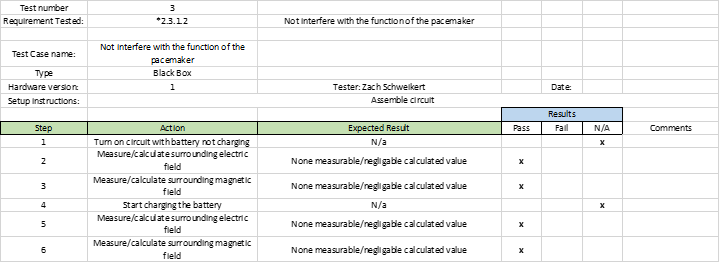 Test number 3
Requirement Tested: *2.3.1.2 Not interfere with the function of the pacemaker
Test Case name: Not interfere with the function of the
pacemaker
Type Black Box
Hardware version: 1 Tester: Zach Schweikert Date:
Setup Instructions: Assemble circuit
Results
Step Action Expected Result Pass Fail N/A Comments
1 Turn on circuit with battery not charging N/a x
2 Measure/calculate surrounding electric
field None measurable/negligable calculated value x
3 Measure/calculate surrounding magnetic
field None measurable/negligable calculated value x
4 Start charging the battery N/a x
5 Measure/calculate surrounding electric
field None measurable/negligable calculated value x
6 Measure/calculate surrounding magnetic
field None measurable/negligable calculated value x